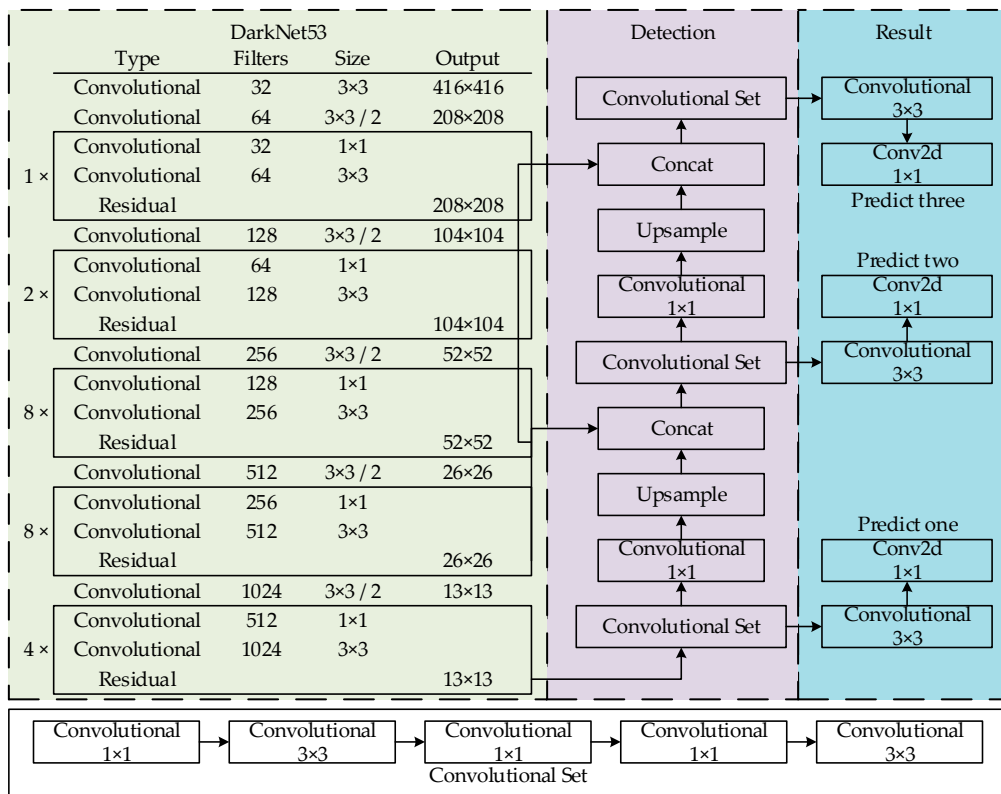 DarkNet53
Type Filters Size Output
Convolutional 32 3×3 416×416
Convolutional 64 3×3 / 2 208×208
1 ×
Convolutional 32 1×1
Convolutional 64 3×3
Residual 208×208
Convolutional 128 3×3 / 2 104×104
2 ×
Convolutional 64 1×1
Convolutional 128 3×3
Residual 104×104
Convolutional 256 3×3 / 2 52×52
8 ×
Convolutional 128 1×1
Convolutional 256 3×3
Residual 52×52
Convolutional 512 3×3 / 2 26×26
8 ×
Convolutional 256 1×1
Convolutional 512 3×3
Residual 26×26
Convolutional 1024 3×3 / 2 13×13
4 ×
Convolutional 512 1×1
Convolutional 1024 3×3
Residual 13×13
Detection
Convolutional Set
Concat
Upsample
Convolutional
1×1
Convolutional Set
Concat
Upsample
Convolutional
1×1
Convolutional Set
Result
Convolutional
3×3
Conv2d
1×1
Predict three
Predict two
Conv2d
1×1
Convolutional
3×3
Predict one
Conv2d
1×1
Convolutional
3×3
Convolutional
1×1
Convolutional
3×3
Convolutional
1×1
Convolutional
1×1
Convolutional
3×3
Convolutional Set